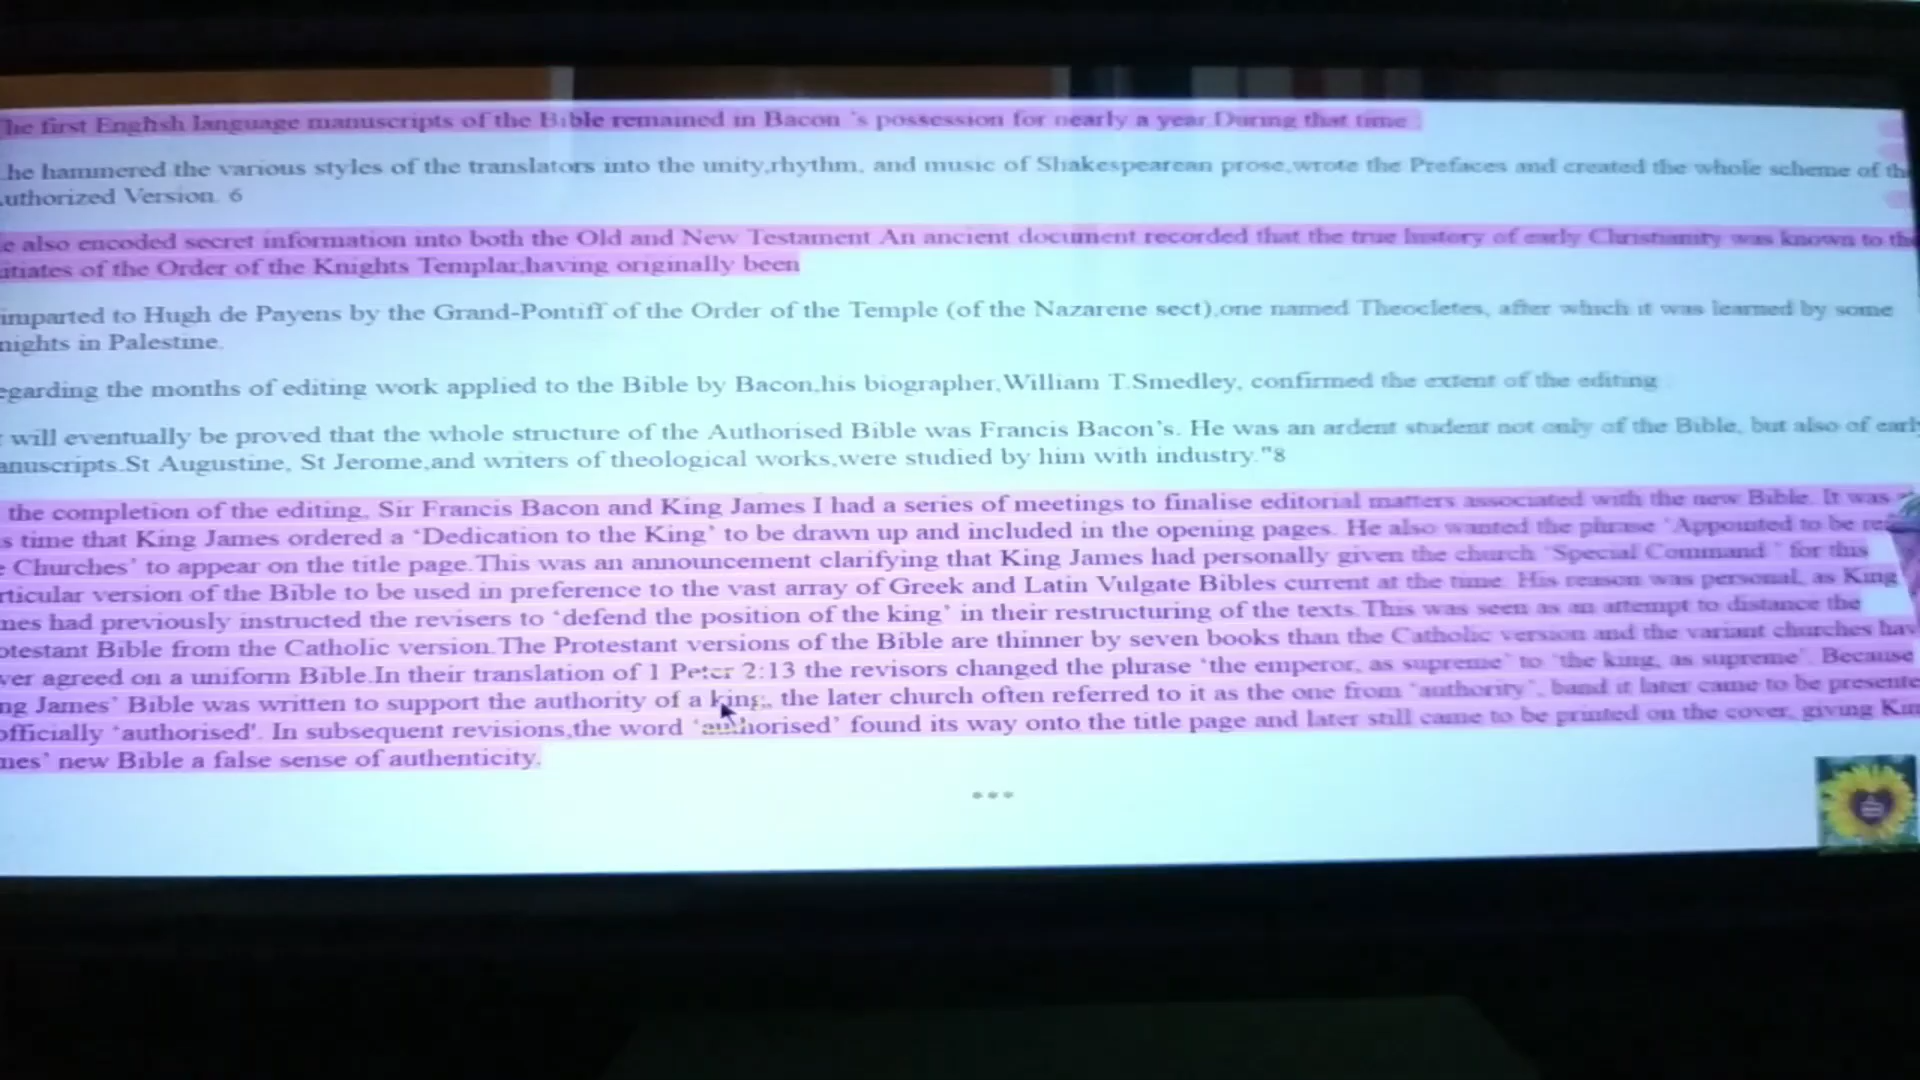 he first English language manuscripts of the Bible remained in Bacon 's possession for nearly a year.During that time
he hammered the various styles of the translators into the unity,rhythm, and music of Shakespearean prose,wrote the Prefaces and created the whole scheme of th
uthorized Version. 6
e also encoded secret information into both the Old and New Testament An ancient document recorded that the true history of early Christianity was known to th
itiates of the Order of the Knights Templar,having originally been
imparted to Hugh de Payens by the Grand-Pontiff of the Order of the Temple (of the Nazarene sect),one named Theocletes, after which it was learned by some
nights in Palestine.
egarding the months of editing work applied to the Bible by Bacon,his biographer,William T.Smedley, confirmed the extent of the editing
will eventually be proved that the whole structure of the Authorised Bible was Francis Bacon's. He was an ardent student not only of the Bible, but also of early
anuscripts.St Augustine, St Jerome,and writers of theological works,were studied by him with industry."8
the completion of the editing, Sir Francis Bacon and King James I had a series of meetings to finalise editorial matters associated with the new Bible. It was
s time that King James ordered a 'Dedication to the King' to be drawn up and included in the opening pages. He also wanted the phrase 'Appointed to be re
e Churches' to appear on the title page.This was an announcement clarifying that King James had personally given the church 'Special Command ' for this
rticular version of the Bible to be used in preference to the vast array of Greek and Latin Vulgate Bibles current at the time. His reason was personal, as King
mes had previously instructed the revisers to 'defend the position of the king' in their restructuring of the texts.This was seen as an attempt to distance the
otestant Bible from the Catholic version.The Protestant versions of the Bible are thinner by seven books than the Catholic version and the variant churches hav
ver agreed on a uniform Bible.In their translation of 1 Peter 2:13 the revisors changed the phrase 'the emperor, as supreme' to 'the king, as supreme'. Because
ng James' Bible was written to support the authority of a king, the later church often referred to it as the one from 'authority', band it later came to be presente
officially 'authorised'. In subsequent revisions,the word 'authorised' found its way onto the title page and later still came to be printed on the cover, giving Kin
mes' new Bible a false sense of authenticity.
***